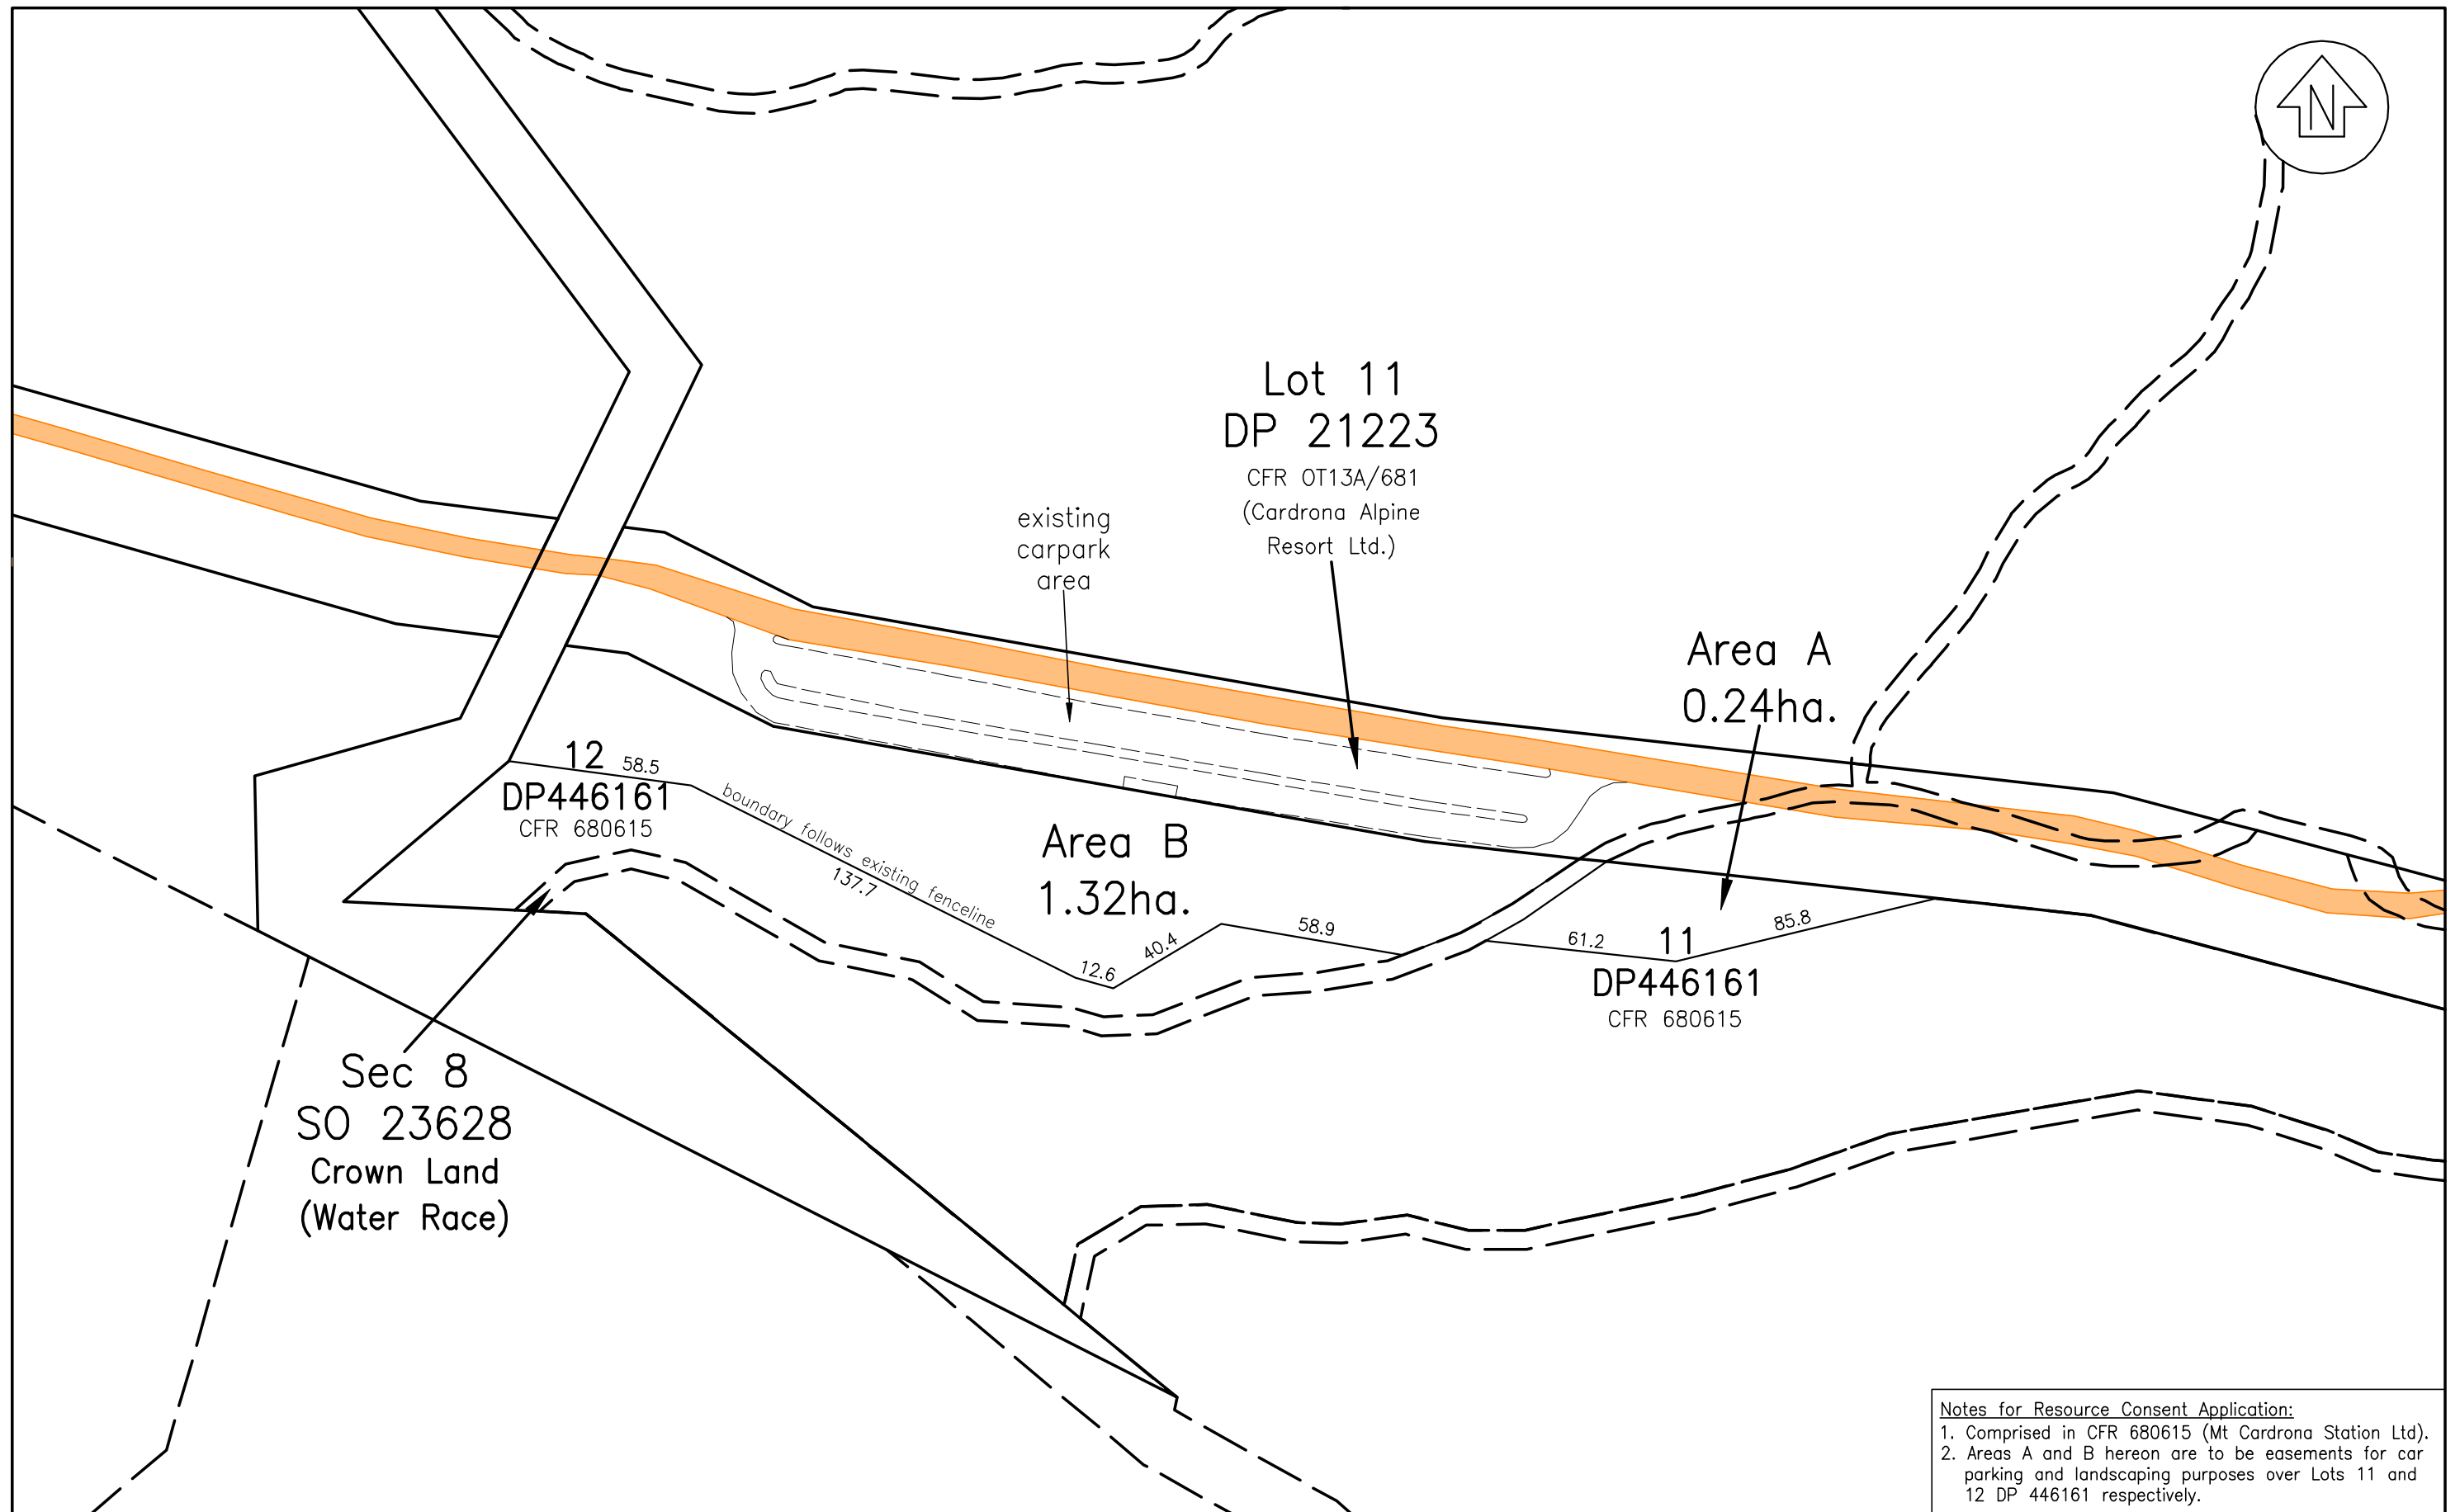 N
Lot 11
DP 21223
CFR OT13A/681
(Cardrona Alpine
Resort Ltd.)
existing
carpark
area
Area A
0.24ha.
12
58.5
DP446161
CFR 680615
boundary follows existing fenceline
137.7
Area B
1.32ha.
12.6
40.4
58.9
61.2
85.8
11
DP446161
CFR 680615
Sec 8
SO 23628
Crown Land
(Water Race)
Notes for Resource Consent Application:
1. Comprised in CFR 680615 (Mt Cardrona Station Ltd).
2. Areas A and B hereon are to be easements for car
parking and landscaping purposes over Lots 11 and
12 DP 446161 respectively.